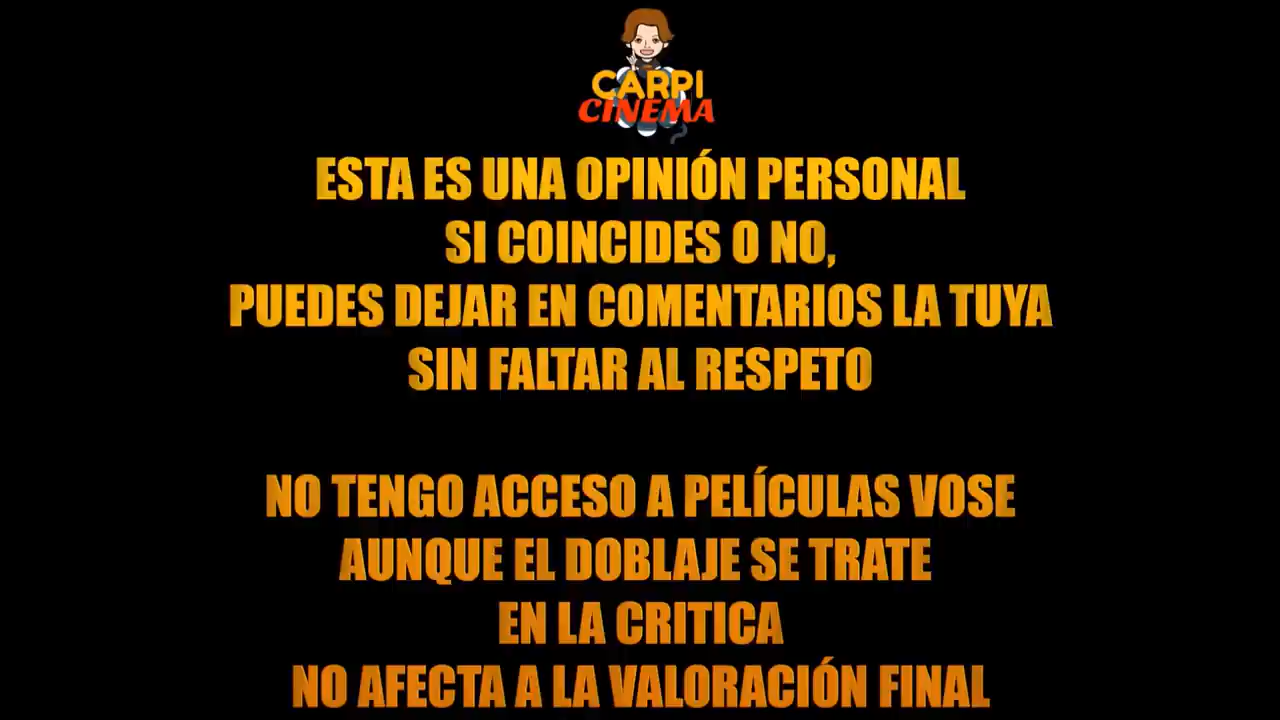 CARPI
CINEMA
ESTA ES UNA OPINIÓN PERSONAL
SI COINCIDES O NO,
PUEDES DEJAR EN COMENTARIOS LA TUYA
SIN FALTAR AL RESPETO
NO TENGO ACCESO A PELÍCULAS VOSE
AUNQUE EL DOBLAJE SE TRATE
EN LA CRITICA
NO AFECTA A LA VALORACIÓN FINAL